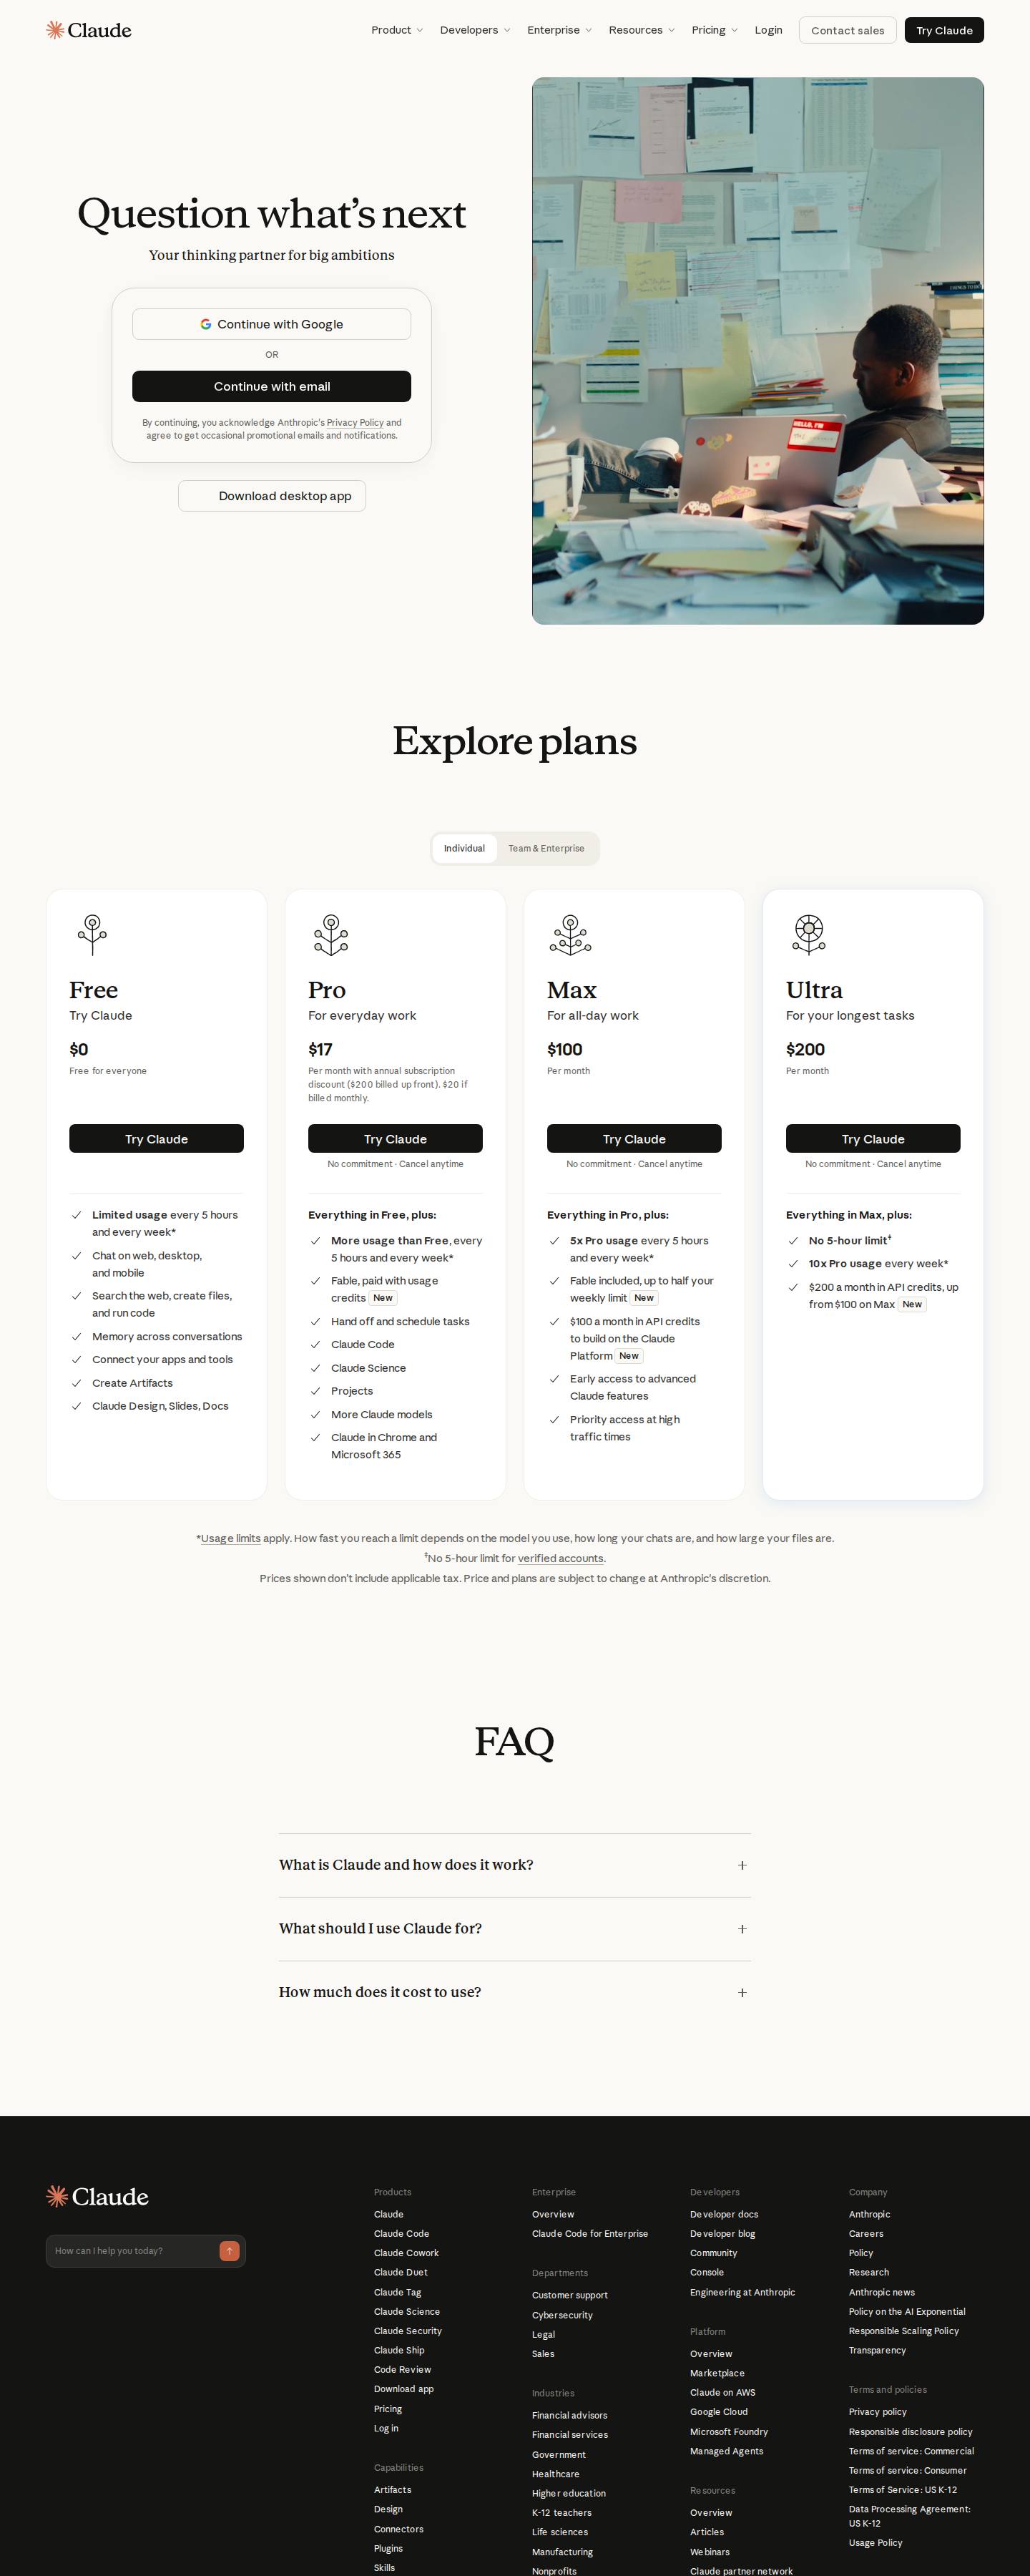 Claude
Product
Developers
Enterprise
Resources
Pricing
Login
Contact sales
Try Claude
Question what's next
Your thinking partner for big ambitions
Continue with Google
OR
Continue with email
By continuing, you acknowledge Anthropic's Privacy Policy and
agree to get occasional promotional emails and notifications.
Download desktop app
HELLO, I'M
Explore plans
Individual
Team & Enterprise
Free
Try Claude
$0
Free for everyone
Try Claude
Limited usage every 5 hours
and every week*
Chat on web, desktop,
and mobile
Search the web, create files,
and run code
Memory across conversations
Connect your apps and tools
Create Artifacts
Claude Design, Slides, Docs
Pro
For everyday work
$17
Per month with annual subscription
discount ($200 billed up front). $20 if
billed monthly.
Try Claude
No commitment · Cancel anytime
Everything in Free, plus:
More usage than Free, every
5 hours and every week*
Fable, paid with usage
credits New
Hand off and schedule tasks
Claude Code
Claude Science
Projects
More Claude models
Claude in Chrome and
Microsoft 365
Max
For all-day work
$100
Per month
Try Claude
No commitment · Cancel anytime
Everything in Pro, plus:
5x Pro usage every 5 hours
and every week*
Fable included, up to half your
weekly limit New
$100 a month in API credits
to build on the Claude
Platform New
Early access to advanced
Claude features
Priority access at high
traffic times
Ultra
For your longest tasks
$200
Per month
Try Claude
No commitment · Cancel anytime
Everything in Max, plus:
No 5-hour limit‡
10x Pro usage every week*
$200 a month in API credits, up
from $100 on Max New
*Usage limits apply. How fast you reach a limit depends on the model you use, how long your chats are, and how large your files are.
‡No 5-hour limit for verified accounts.
Prices shown don't include applicable tax. Price and plans are subject to change at Anthropic's discretion.
FAQ
What is Claude and how does it work?
What should I use Claude for?
How much does it cost to use?
Claude
How can I help you today?
Products
Claude
Claude Code
Claude Cowork
Claude Duet
Claude Tag
Claude Science
Claude Security
Claude Ship
Code Review
Download app
Pricing
Log in
Capabilities
Artifacts
Design
Connectors
Plugins
Skills
Enterprise
Overview
Claude Code for Enterprise
Departments
Customer support
Cybersecurity
Legal
Sales
Industries
Financial advisors
Financial services
Government
Healthcare
Higher education
K-12 teachers
Life sciences
Manufacturing
Nonprofits
Developers
Developer docs
Developer blog
Community
Console
Engineering at Anthropic
Platform
Overview
Marketplace
Claude on AWS
Google Cloud
Microsoft Foundry
Managed Agents
Resources
Overview
Articles
Webinars
Claude partner network
Company
Anthropic
Careers
Policy
Research
Anthropic news
Policy on the AI Exponential
Responsible Scaling Policy
Transparency
Terms and policies
Privacy policy
Responsible disclosure policy
Terms of service: Commercial
Terms of service: Consumer
Terms of Service: US K-12
Data Processing Agreement:
US K-12
Usage Policy